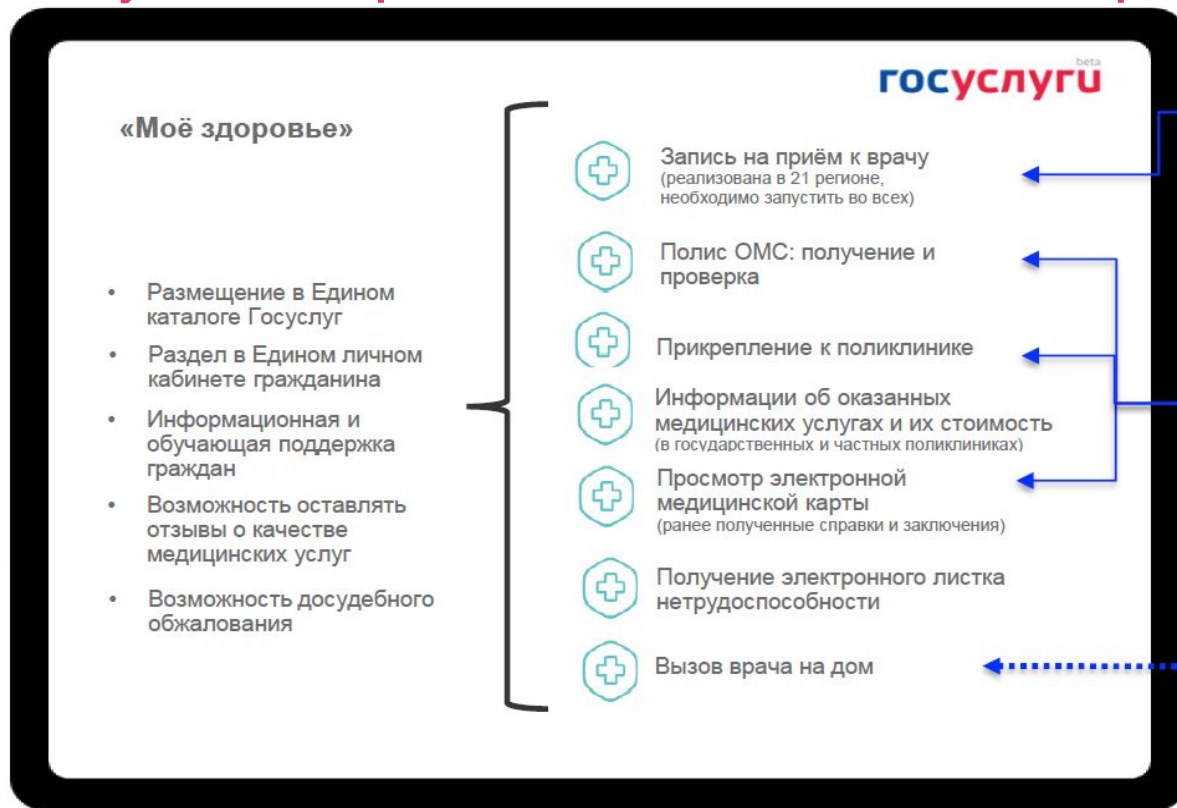 госуслуги
beta
«Моё здоровье»
• Размещение в Едином
каталоге Госуслуг
• Раздел в Едином личном
кабинете гражданина
• Информационная и
обучающая поддержка
граждан
• Возможность оставлять
отзывы о качестве
медицинских услуг
• Возможность досудебного
обжалования
Запись на приём к врачу
(реализована в 21 регионе,
необходимо запустить во всех)
Полис ОМС: получение и
проверка
Прикрепление к поликлинике
Информации об оказанных
медицинских услугах и их стоимость
(в государственных и частных поликлиниках)
Просмотр электронной
медицинской карты
(ранее полученные справки и заключения)
Получение электронного листка
нетрудоспособности
Вызов врача на дом